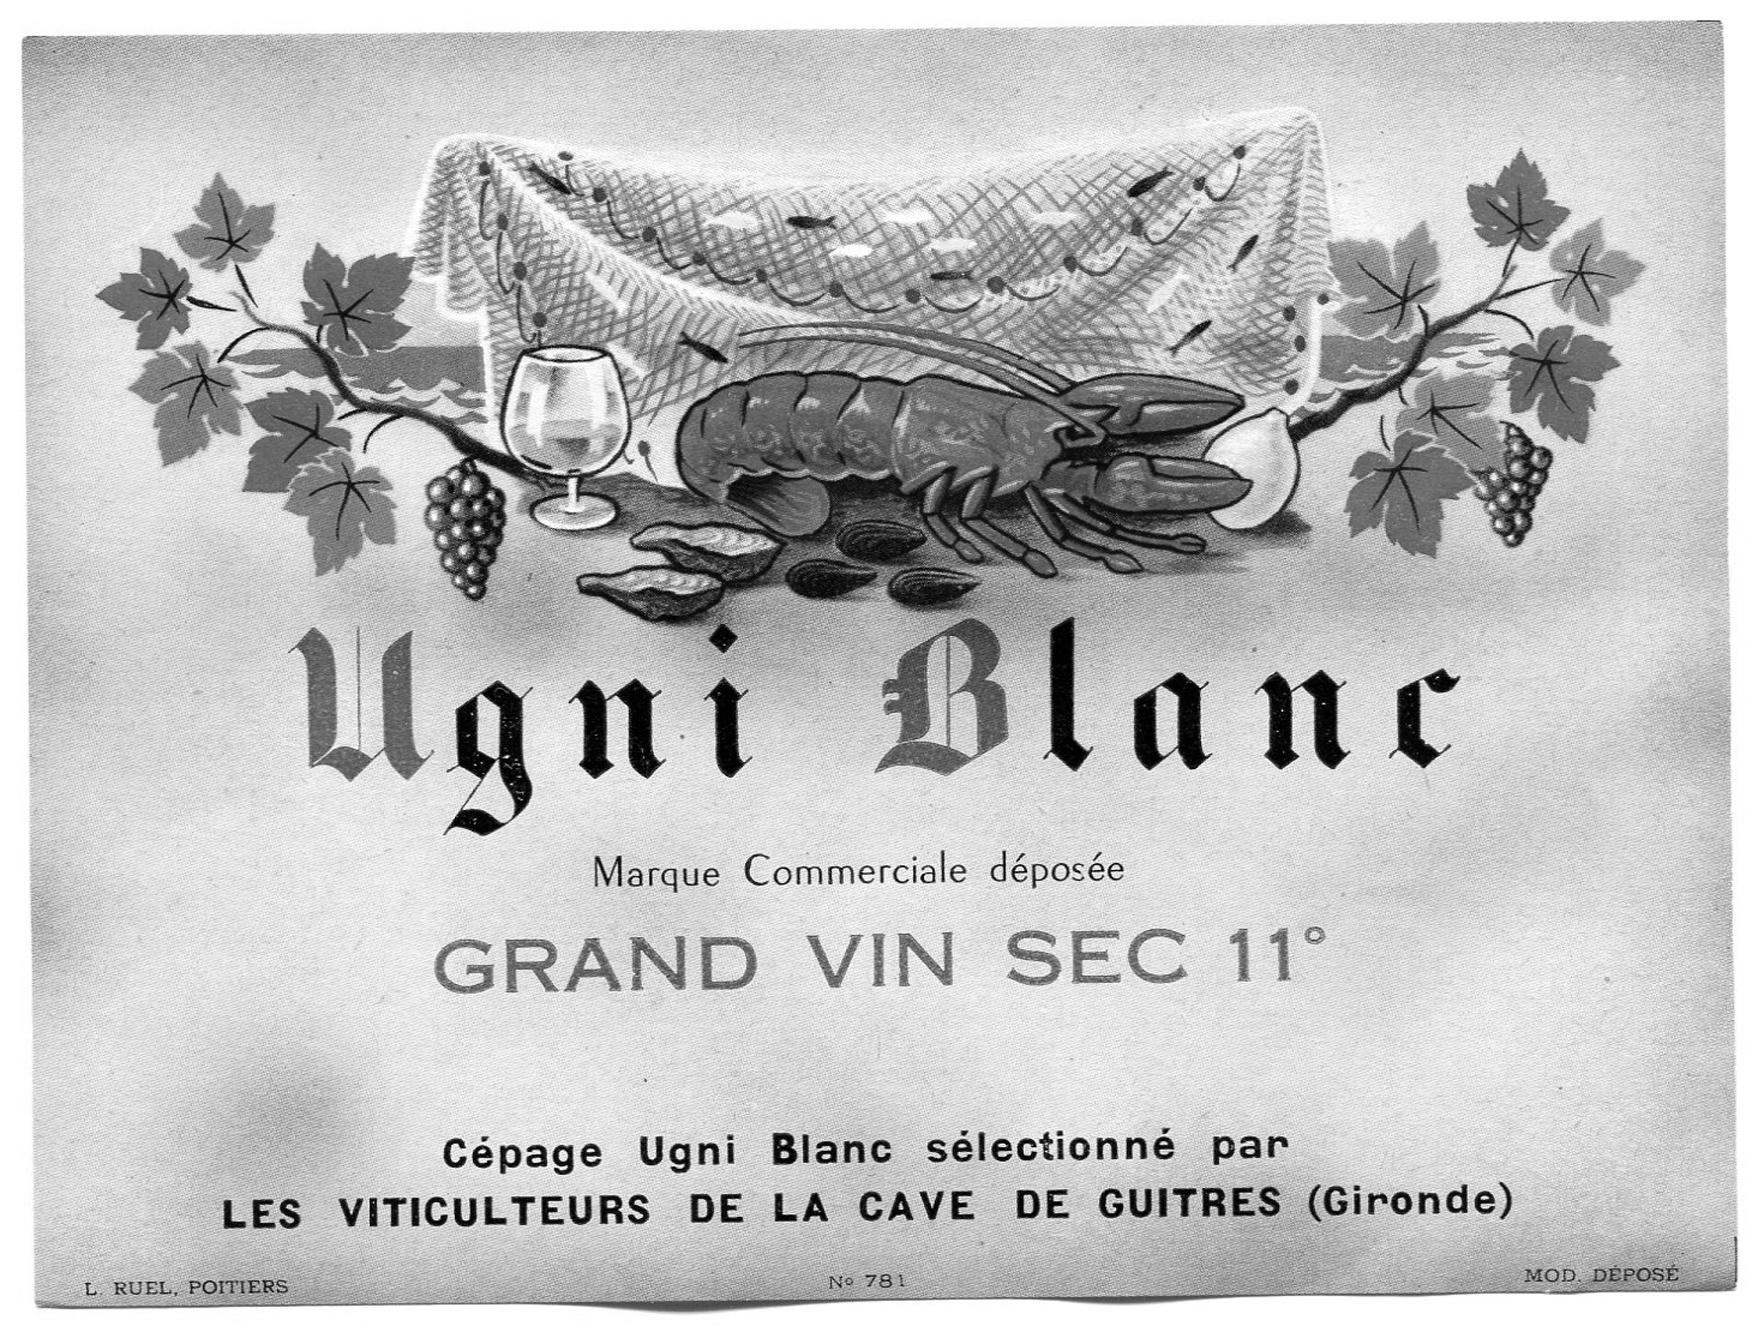 Ugni Blanc
Marque Commerciale déposée
GRAND VIN SEC 11°
Cépage Ugni Blanc sélectionné par
LES VITICULTEURS DE LA CAVE DE GUITRES (Gironde)
L. RUEL, POITIERS
No 781
MOD. DÉPOSÉ